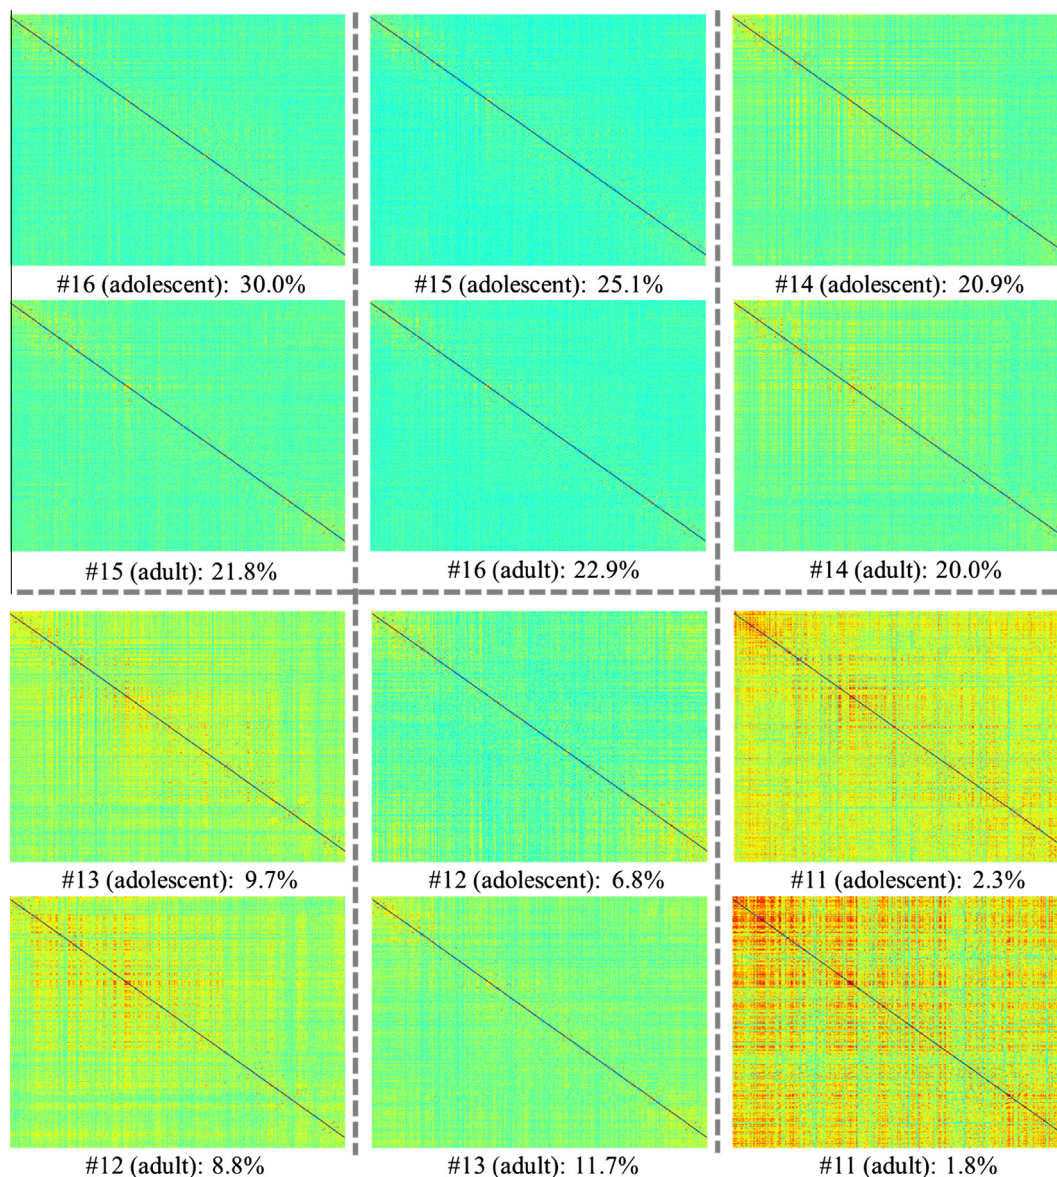 #16 (adolescent): 30.0%
#15 (adolescent): 25.1%
#14 (adolescent): 20.9%
#15 (adult): 21.8%
#16 (adult): 22.9%
#14 (adult): 20.0%
#13 (adolescent): 9.7%
#12 (adolescent): 6.8%
#11 (adolescent): 2.3%
#12 (adult): 8.8%
#13 (adult): 11.7%
#11 (adult): 1.8%